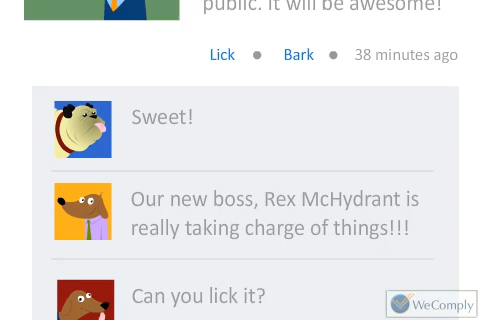 public. It will be awesome!
Lick ● Bark ● 38 minutes ago
Sweet!
Our new boss, Rex McHydrant is
really taking charge of things!!!
Can you lick it?
WeComply